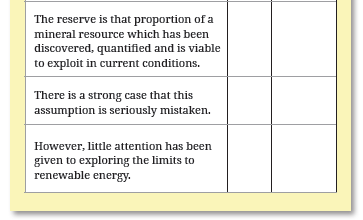 The reserve is that proportion of a
mineral resource which has been
discovered, quantified and is viable
to exploit in current conditions.
There is a strong case that this
assumption is seriously mistaken.
However, little attention has been
given to exploring the limits to
renewable energy.